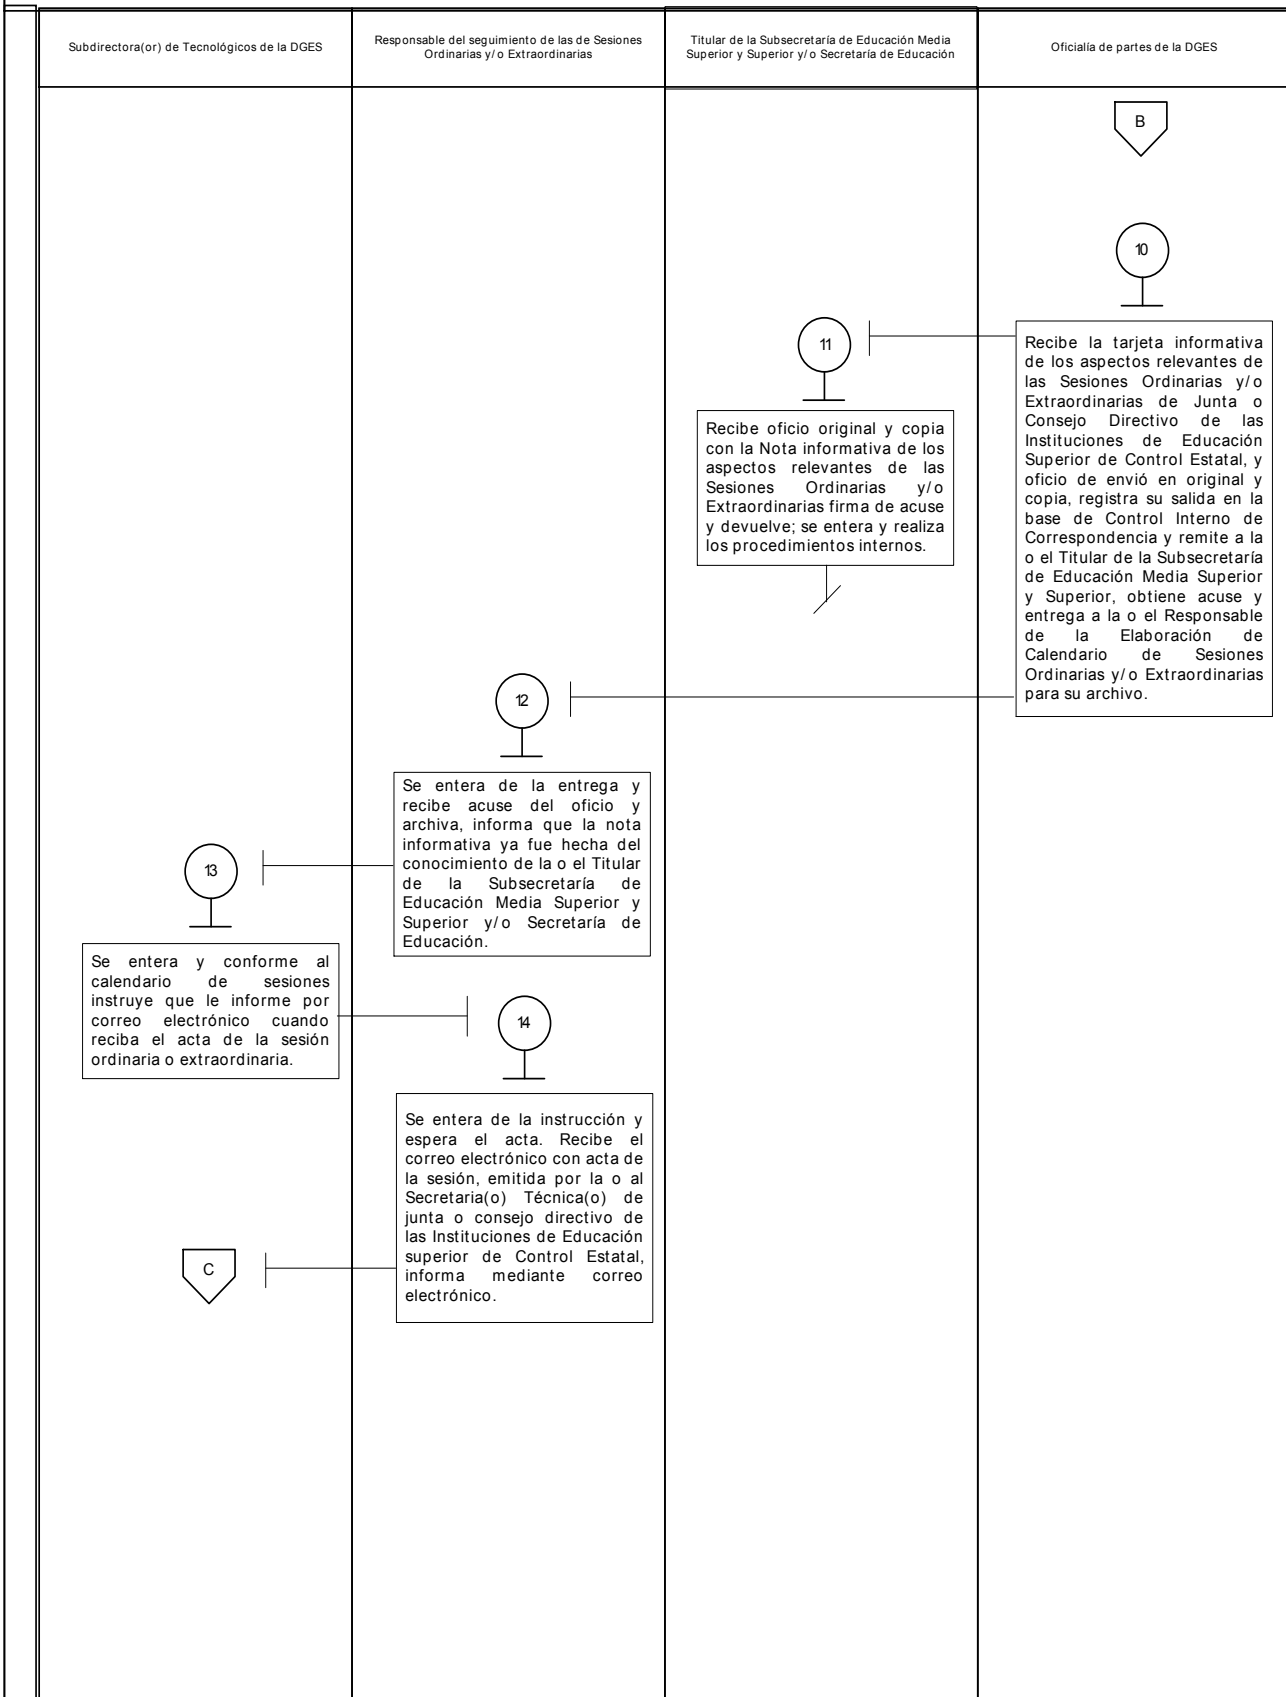 Subdirectora(or) de Tecnológicos de la DGES
Responsable del seguimiento de las de Sesiones
Ordinarias y/o Extraordinarias
Titular de la Subsecretaría de Educación Media
Superior y Superior y/o Secretaría de Educación
Oficialía de partes de la DGES
B
10
Recibe la tarjeta informativa
de los aspectos relevantes de
las Sesiones Ordinarias y/o
Extraordinarias de Junta o
Consejo Directivo de las
Instituciones de Educación
Superior de Control Estatal, y
oficio de envió en original y
copia, registra su salida en la
base de Control Interno de
Correspondencia y remite a la
o el Titular de la Subsecretaría
de Educación Media Superior
y Superior, obtiene acuse y
entrega a la o el Responsable
de la Elaboración de
Calendario de Sesiones
Ordinarias y/o Extraordinarias
para su archivo.
11
Recibe oficio original y copia
con la Nota informativa de los
aspectos relevantes de las
Sesiones Ordinarias y/o
Extraordinarias firma de acuse
y devuelve; se entera y realiza
los procedimientos internos.
12
Se entera de la entrega y
recibe acuse del oficio y
archiva, informa que la nota
informativa ya fue hecha del
conocimiento de la o el Titular
de la Subsecretaría de
Educación Media Superior y
Superior y/o Secretaría de
Educación.
13
Se entera y conforme al
calendario de sesiones
instruye que le informe por
correo electrónico cuando
reciba el acta de la sesión
ordinaria o extraordinaria.
14
Se entera de la instrucción y
espera el acta. Recibe el
correo electrónico con acta de
la sesión, emitida por la o al
Secretaria(o) Técnica(o) de
junta o consejo directivo de
las Instituciones de Educación
superior de Control Estatal,
informa mediante correo
electrónico.
C